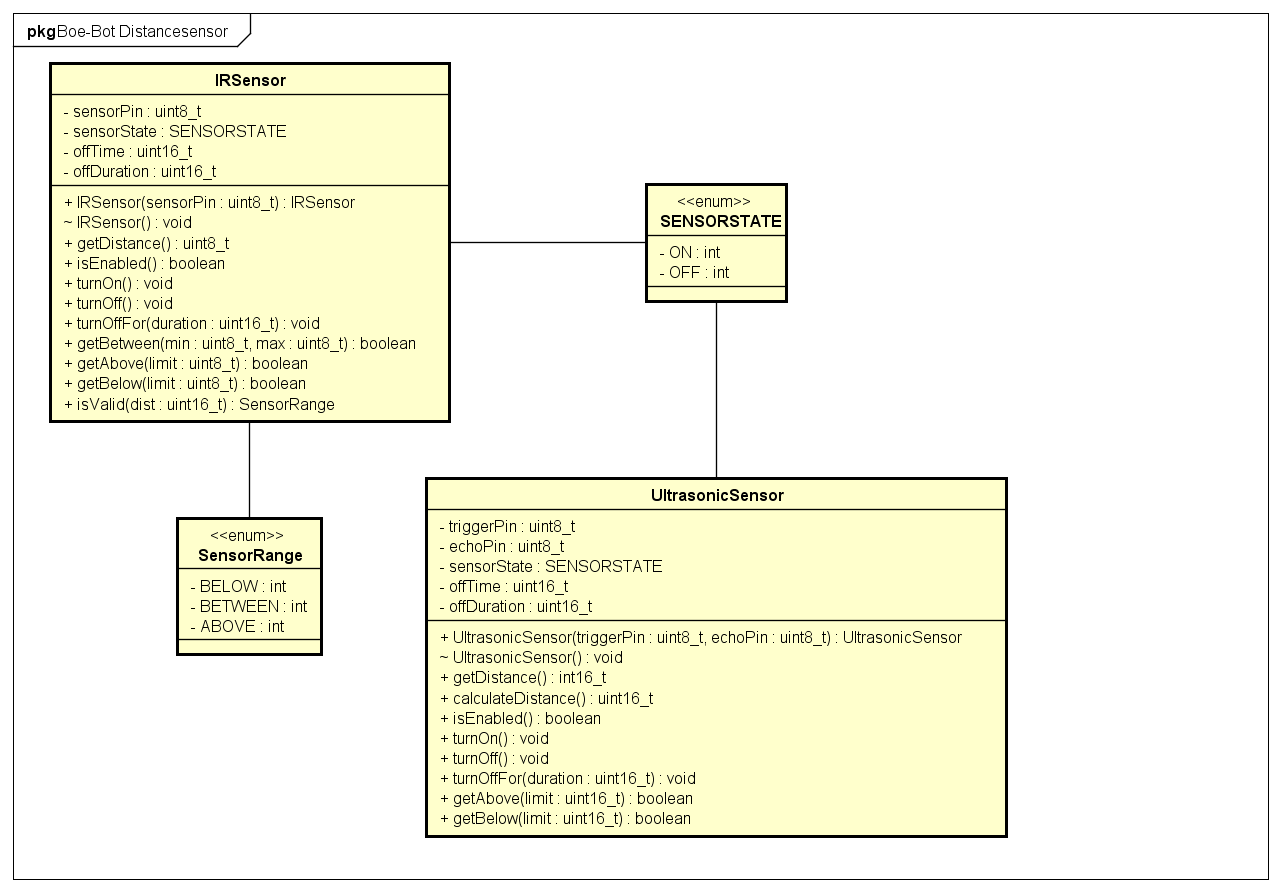 pkgBoe-Bot Distancesensor
IRSensor
- sensorPin : uint8_t
- sensorState : SENSORSTATE
- offTime : uint16_t
- offDuration : uint16_t
+ IRSensor(sensorPin : uint8_t) : IRSensor
~ IRSensor() : void
+ getDistance() : uint8_t
+ isEnabled() : boolean
+ turnOn() : void
+ turnOff() : void
+ turnOffFor(duration : uint16_t) : void
+ getBetween(min : uint8_t, max : uint8_t) : boolean
+ getAbove(limit : uint8_t) : boolean
+ getBelow(limit : uint8_t) : boolean
+ isValid(dist : uint16_t) : SensorRange
<<enum>>
SENSORSTATE
- ON : int
- OFF : int
<<enum>>
SensorRange
- BELOW : int
- BETWEEN : int
- ABOVE : int
UltrasonicSensor
- triggerPin : uint8_t
- echoPin : uint8_t
- sensorState : SENSORSTATE
- offTime : uint16_t
- offDuration : uint16_t
+ UltrasonicSensor(triggerPin : uint8_t, echoPin : uint8_t) : UltrasonicSensor
~ UltrasonicSensor() : void
+ getDistance() : int16_t
+ calculateDistance() : uint16_t
+ isEnabled() : boolean
+ turnOn() : void
+ turnOff() : void
+ turnOffFor(duration : uint16_t) : void
+ getAbove(limit : uint16_t) : boolean
+ getBelow(limit : uint16_t) : boolean